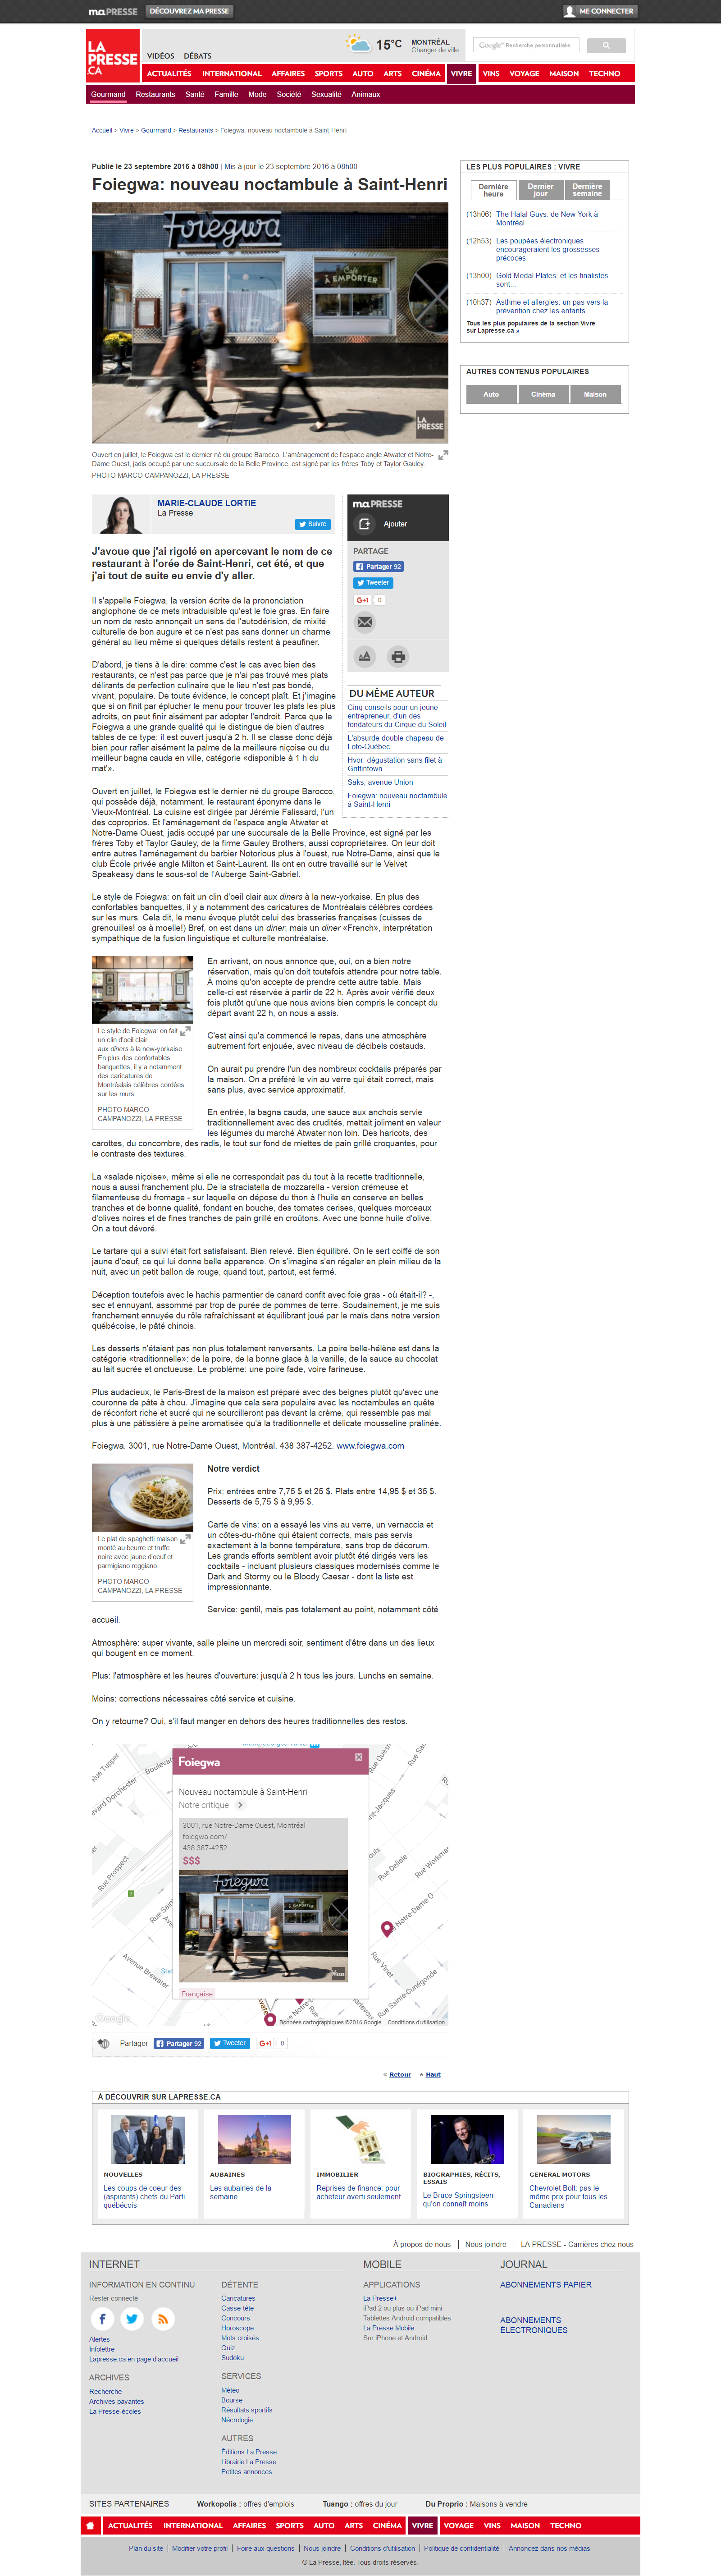 ma PRESSE
DÉCOUVREZ MA PRESSE
ME CONNECTER
LA PRESSE .CA
VIDÉOS DÉBATS
15°C
MONTRÉAL
Changer de ville
Google Recherche personnalisée
ACTUALITÉS INTERNATIONAL AFFAIRES SPORTS AUTO ARTS CINÉMA VIVRE VINS VOYAGE MAISON TECHNO
Gourmand Restaurants Santé Famille Mode Société Sexualité Animaux
Accueil > Vivre > Gourmand > Restaurants > Foiegwa: nouveau noctambule à Saint-Henri
Publié le 23 septembre 2016 à 08h00 | Mis à jour le 23 septembre 2016 à 08h00
Foiegwa: nouveau noctambule à Saint-Henri
Foiegwa
CAFÉ À EMPORTER
LA PRESSE
Ouvert en juillet, le Foiegwa est le dernier né du groupe Barocco. L'aménagement de l'espace angle Atwater et Notre-
Dame Ouest, jadis occupé par une succursale de la Belle Province, est signé par les frères Toby et Taylor Gauley.
PHOTO MARCO CAMPANOZZI, LA PRESSE
MARIE-CLAUDE LORTIE
La Presse
Suivre
J'avoue que j'ai rigolé en apercevant le nom de ce
restaurant à l'orée de Saint-Henri, cet été, et que
j'ai tout de suite eu envie d'y aller.
Il s'appelle Foiegwa, la version écrite de la prononciation
anglophone de ce mets intraduisible qu'est le foie gras. En faire
un nom de resto annonçait un sens de l'autodérision, de mixité
culturelle de bon augure et ce n'est pas sans donner un charme
général au lieu même si quelques détails restent à peaufiner.
D'abord, je tiens à le dire: comme c'est le cas avec bien des
restaurants, ce n'est pas parce que je n'ai pas trouvé mes plats
délirants de perfection culinaire que le lieu n'est pas bondé,
vivant, populaire. De toute évidence, le concept plaît. Et j'imagine
que si on finit par éplucher le menu pour trouver les plats les plus
adroits, on peut finir aisément par adopter l'endroit. Parce que le
Foiegwa a une grande qualité qui le distingue de bien d'autres
tables de ce type: il est ouvert jusqu'à 2 h. Il se classe donc déjà
bien pour rafler aisément la palme de la meilleure niçoise ou du
meilleur bagna cauda en ville, catégorie «disponible à 1 h du
mat'».
Ouvert en juillet, le Foiegwa est le dernier né du groupe Barocco,
qui possède déjà, notamment, le restaurant éponyme dans le
Vieux-Montréal. La cuisine est dirigée par Jérémie Falissard, l'un
des coproprios. Et l'aménagement de l'espace angle Atwater et
Notre-Dame Ouest, jadis occupé par une succursale de la Belle Province, est signé par les
frères Toby et Taylor Gauley, de la firme Gauley Brothers, aussi copropriétaires. On leur doit
entre autres l'aménagement du barbier Notorious plus à l'ouest, rue Notre-Dame, ainsi que le
club École privée angle Milton et Saint-Laurent. Ils ont en outre travaillé sur le Velvet
Speakeasy dans le sous-sol de l'Auberge Saint-Gabriel.
Le style de Foiegwa: on fait un clin d'oeil clair aux diners à la new-yorkaise. En plus des
confortables banquettes, il y a notamment des caricatures de Montréalais célèbres cordées
sur les murs. Cela dit, le menu évoque plutôt celui des brasseries françaises (cuisses de
grenouilles! os à moelle!) Bref, on est dans un diner, mais un diner «French», interprétation
sympathique de la fusion linguistique et culturelle montréalaise.
Le style de Foiegwa: on fait
un clin d'oeil clair
aux diners à la new-yorkaise.
En plus des confortables
banquettes, il y a notamment
des caricatures de
Montréalais célèbres cordées
sur les murs.
PHOTO MARCO
CAMPANOZZI, LA PRESSE
En arrivant, on nous annonce que, oui, on a bien notre
réservation, mais qu'on doit toutefois attendre pour notre table.
À moins qu'on accepte de prendre cette autre table. Mais
celle-ci est réservée à partir de 22 h. Après avoir vérifié deux
fois plutôt qu'une que nous avions bien compris le concept du
départ avant 22 h, on nous a assis.
C'est ainsi qu'a commencé le repas, dans une atmosphère
autrement fort enjouée, avec niveau de décibels costauds.
On aurait pu prendre l'un des nombreux cocktails préparés par
la maison. On a préféré le vin au verre qui était correct, mais
sans plus, avec service approximatif.
En entrée, la bagna cauda, une sauce aux anchois servie
traditionnellement avec des crudités, mettait joliment en valeur
les légumes du marché Atwater non loin. Des haricots, des
carottes, du concombre, des radis, le tout sur fond de miettes de pain grillé croquantes, pour
le contraste des textures.
La «salade niçoise», même si elle ne correspondait pas du tout à la recette traditionnelle,
nous a assez franchement plu. De la straciatella de mozzarella - version crémeuse et
filamenteuse du fromage - sur laquelle on dépose du thon à l'huile en conserve en belles
tranches et de bonne qualité, fondant en bouche, des tomates cerises, quelques morceaux
d'olives noires et de fines tranches de pain grillé en croûtons. Avec une bonne huile d'olive.
On a tout dévoré.
Le tartare qui a suivi était fort satisfaisant. Bien relevé. Bien équilibré. On le sert coiffé de son
jaune d'oeuf, ce qui lui donne belle apparence. On s'imagine s'en régaler en plein milieu de la
nuit, avec un petit ballon de rouge, quand tout, partout, est fermé.
Déception toutefois avec le hachis parmentier de canard confit avec foie gras - où était-il? -,
sec et ennuyant, assommé par trop de purée de pommes de terre. Soudainement, je me suis
franchement ennuyée du rôle rafraîchissant et équilibrant joué par le maïs dans notre version
québécoise, le pâté chinois.
Les desserts n'étaient pas non plus totalement renversants. La poire belle-hélène est dans la
catégorie «traditionnelle»: de la poire, de la bonne glace à la vanille, de la sauce au chocolat
au lait sucrée et onctueuse. Le problème: une poire fade, voire farineuse.
Plus audacieux, le Paris-Brest de la maison est préparé avec des beignes plutôt qu'avec une
couronne de pâte à chou. J'imagine que cela sera populaire avec les noctambules en quête
de réconfort riche et sucré qui ne sourcilleront pas devant la crème, qui ressemble pas mal
plus à une pâtissière à peine aromatisée qu'à la traditionnelle et délicate mousseline pralinée.
Foiegwa. 3001, rue Notre-Dame Ouest, Montréal. 438 387-4252. www.foiegwa.com
Le plat de spaghetti maison
monté au beurre et truffe
noire avec jaune d'oeuf et
parmigiano reggiano.
PHOTO MARCO
CAMPANOZZI, LA PRESSE
Notre verdict
Prix: entrées entre 7,75 $ et 25 $. Plats entre 14,95 $ et 35 $.
Desserts de 5,75 $ à 9,95 $.
Carte de vins: on a essayé les vins au verre, un vernaccia et
un côtes-du-rhône qui étaient corrects, mais pas servis
exactement à la bonne température, sans trop de décorum.
Les grands efforts semblent avoir plutôt été dirigés vers les
cocktails - incluant plusieurs classiques modernisés comme le
Dark and Stormy ou le Bloody Caesar - dont la liste est
impressionnante.
Service: gentil, mais pas totalement au point, notamment côté
accueil.
Atmosphère: super vivante, salle pleine un mercredi soir, sentiment d'être dans un des lieux
qui bougent en ce moment.
Plus: l'atmosphère et les heures d'ouverture: jusqu'à 2 h tous les jours. Lunchs en semaine.
Moins: corrections nécessaires côté service et cuisine.
On y retourne? Oui, s'il faut manger en dehors des heures traditionnelles des restos.
ma PRESSE
Ajouter
PARTAGE
Partager 92
Tweeter
G+1 0
DU MÊME AUTEUR
Cinq conseils pour un jeune
entrepreneur, d'un des
fondateurs du Cirque du Soleil
L'absurde double chapeau de
Loto-Québec
Hvor: dégustation sans filet à
Griffintown
Saks, avenue Union
Foiegwa: nouveau noctambule
à Saint-Henri
LES PLUS POPULAIRES : VIVRE
Dernière heure
Dernier jour
Dernière semaine
(13h06) The Halal Guys: de New York à
Montréal
(12h53) Les poupées électroniques
encourageraient les grossesses
précoces
(13h00) Gold Medal Plates: et les finalistes
sont...
(10h37) Asthme et allergies: un pas vers la
prévention chez les enfants
Tous les plus populaires de la section Vivre
sur Lapresse.ca »
AUTRES CONTENUS POPULAIRES
Auto Cinéma Maison
Foiegwa
Nouveau noctambule à Saint-Henri
Notre critique
3001, rue Notre-Dame Ouest, Montréal
foiegwa.com/
438 387-4252
$$$
Française
Rue Tupper
Rue Prospect
Rue Delisle
Rue Workman
Rue Vinet
Rue Sainte-Cunégonde
Google
Données cartographiques ©2016 Google Conditions d'utilisation
Partager Partager 92 Tweeter G+1 0
< Retour ^ Haut
À DÉCOUVRIR SUR LAPRESSE.CA
NOUVELLES
Les coups de coeur des
(aspirants) chefs du Parti
québécois
AUBAINES
Les aubaines de la
semaine
IMMOBILIER
Reprises de finance: pour
acheteur averti seulement
BIOGRAPHIES, RÉCITS,
ESSAIS
Le Bruce Springsteen
qu'on connaît moins
GENERAL MOTORS
Chevrolet Bolt: pas le
même prix pour tous les
Canadiens
À propos de nous | Nous joindre | LA PRESSE - Carrières chez nous
INTERNET
INFORMATION EN CONTINU
Rester connecté
Alertes
Infolettre
Lapresse.ca en page d'accueil
ARCHIVES
Recherche
Archives payantes
La Presse-écoles
DÉTENTE
Caricatures
Casse-tête
Concours
Horoscope
Mots croisés
Quiz
Sudoku
SERVICES
Météo
Bourse
Résultats sportifs
Nécrologie
AUTRES
Éditions La Presse
Librairie La Presse
Petites annonces
MOBILE
APPLICATIONS
La Presse+
iPad 2 ou plus ou iPad mini
Tablettes Android compatibles
La Presse Mobile
Sur iPhone et Android
JOURNAL
ABONNEMENTS PAPIER
ABONNEMENTS
ÉLECTRONIQUES
SITES PARTENAIRES Workopolis : offres d'emplois Tuango : offres du jour Du Proprio : Maisons à vendre
ACTUALITÉS INTERNATIONAL AFFAIRES SPORTS AUTO ARTS CINÉMA VIVRE VOYAGE VINS MAISON TECHNO
Plan du site | Modifier votre profil | Foire aux questions | Nous joindre | Conditions d'utilisation | Politique de confidentialité | Annoncez dans nos médias
© La Presse, ltée. Tous droits réservés.